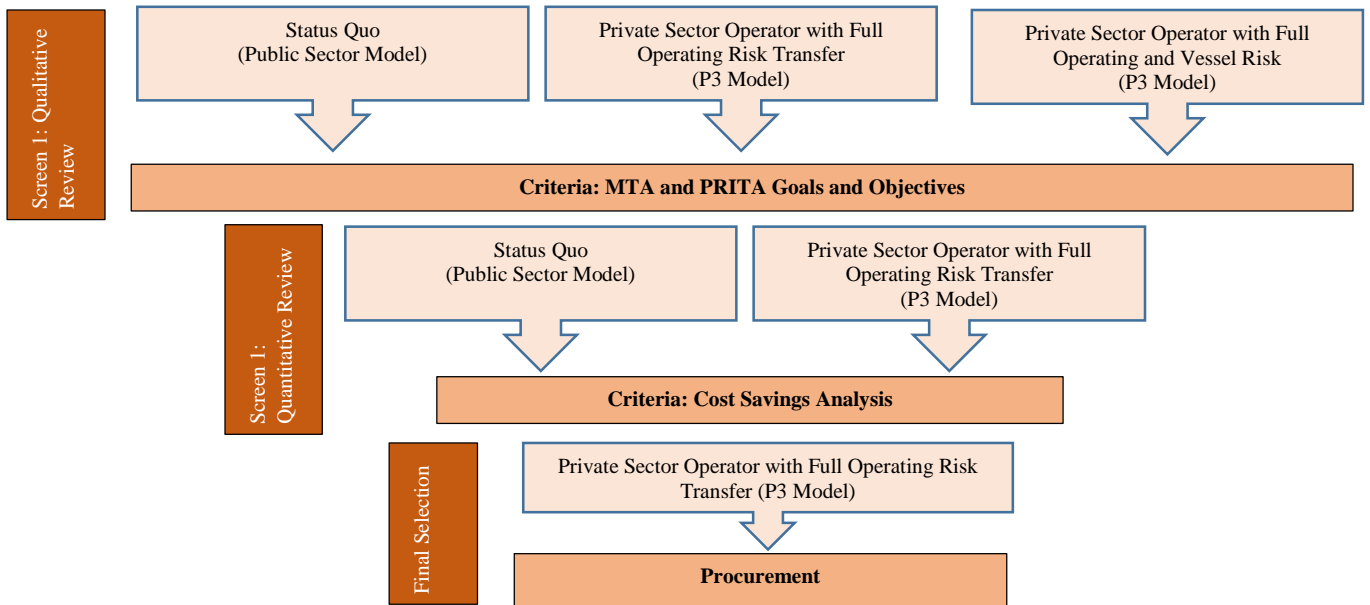 Screen 1: Qualitative
Review
Status Quo
(Public Sector Model)
Private Sector Operator with Full
Operating Risk Transfer
(P3 Model)
Private Sector Operator with Full
Operating and Vessel Risk
(P3 Model)
Criteria: MTA and PRITA Goals and Objectives
Screen 1:
Quantitative Review
Status Quo
(Public Sector Model)
Private Sector Operator with Full
Operating Risk Transfer
(P3 Model)
Criteria: Cost Savings Analysis
Final Selection
Private Sector Operator with Full Operating Risk
Transfer (P3 Model)
Procurement